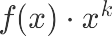 f(x) · x^k